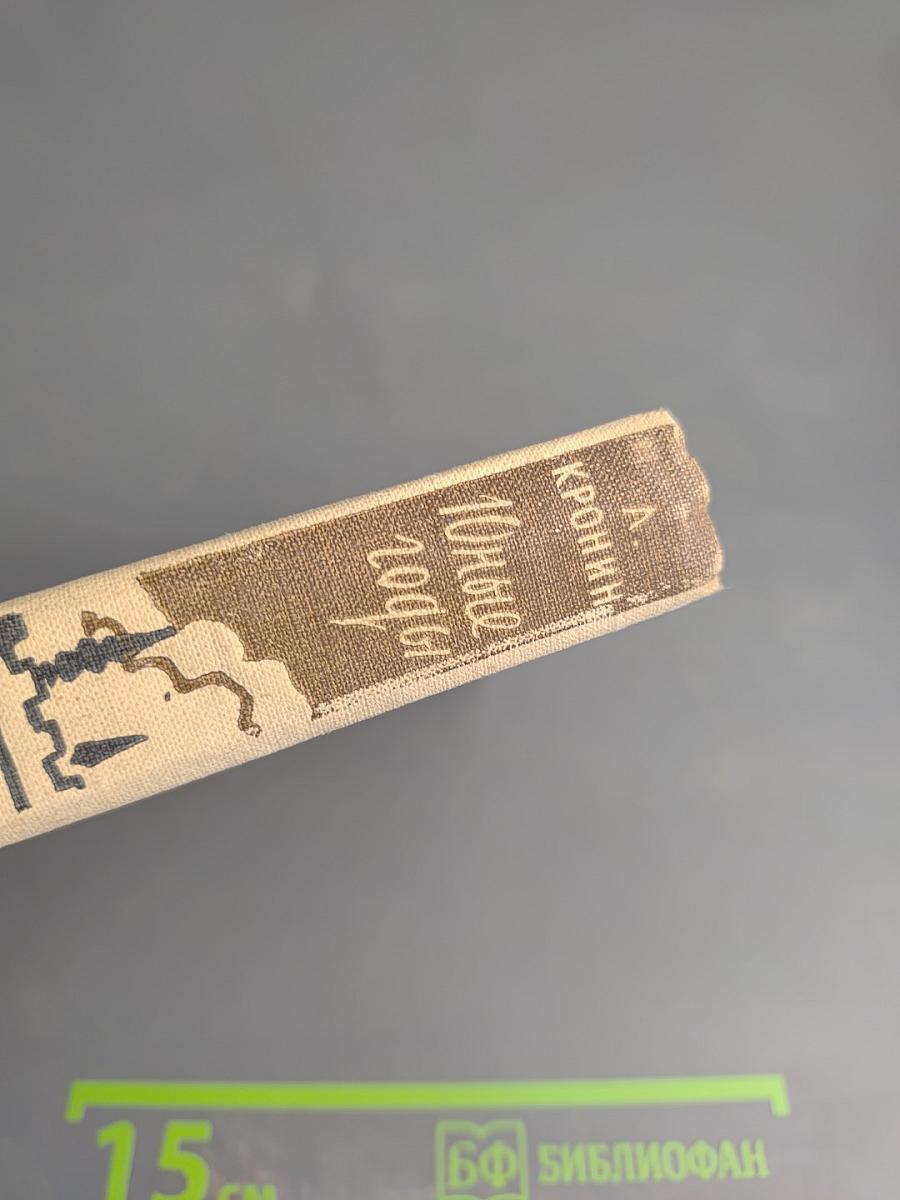 А.
КРОНИН
Юные
годы
15 см
БФ БИБЛИОФАН